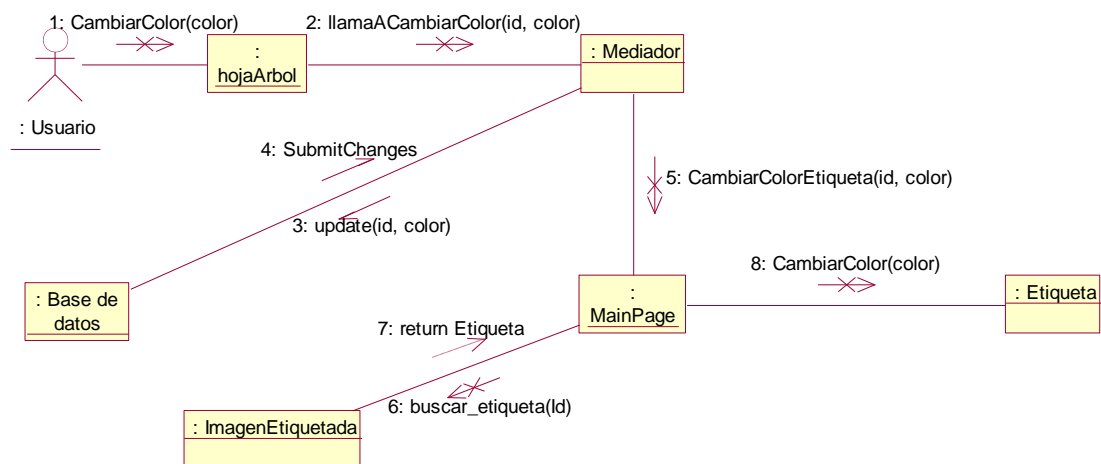 1: CambiarColor(color)
2: llamaACambiarColor(id, color)
:
hojaArbol
: Mediador
: Usuario
4: SubmitChanges
5: CambiarColorEtiqueta(id, color)
3: update(id, color)
8: CambiarColor(color)
: Base de
datos
:
MainPage
: Etiqueta
7: return Etiqueta
6: buscar_etiqueta(Id)
: ImagenEtiquetada